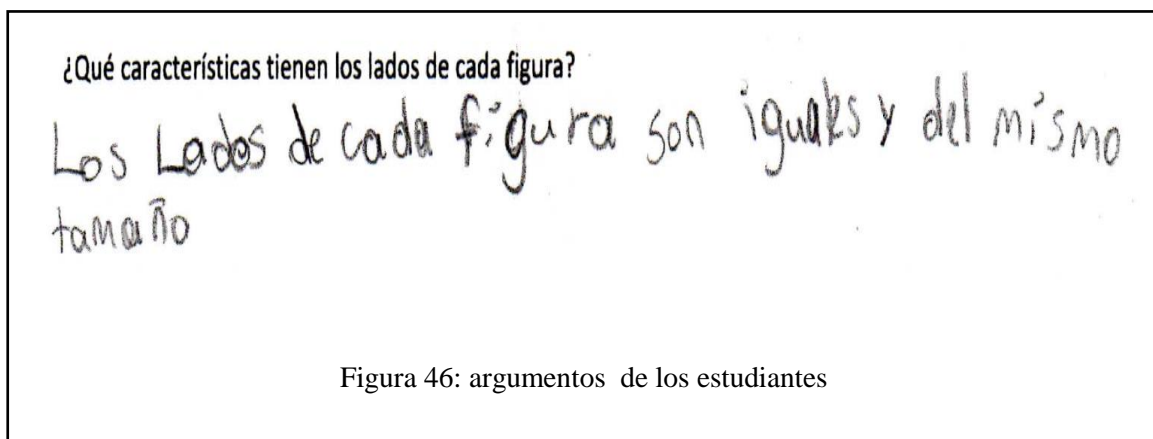 ¿Qué características tienen los lados de cada figura?
Los Lados de cada figura son iguales y del mismo
tamaño
Figura 46: argumentos de los estudiantes